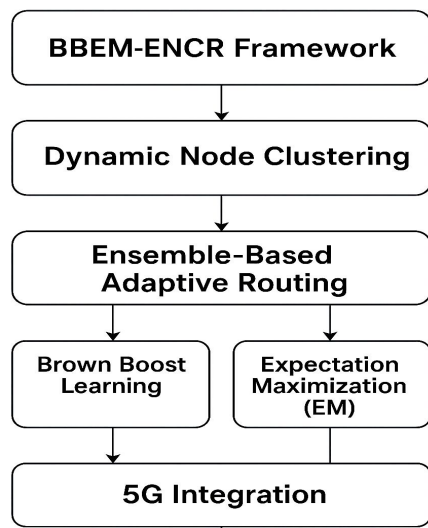 BBEM-ENCR Framework
Dynamic Node Clustering
Ensemble-Based
Adaptive Routing
Brown Boost
Learning
Expectation
Maximization
(EM)
5G Integration